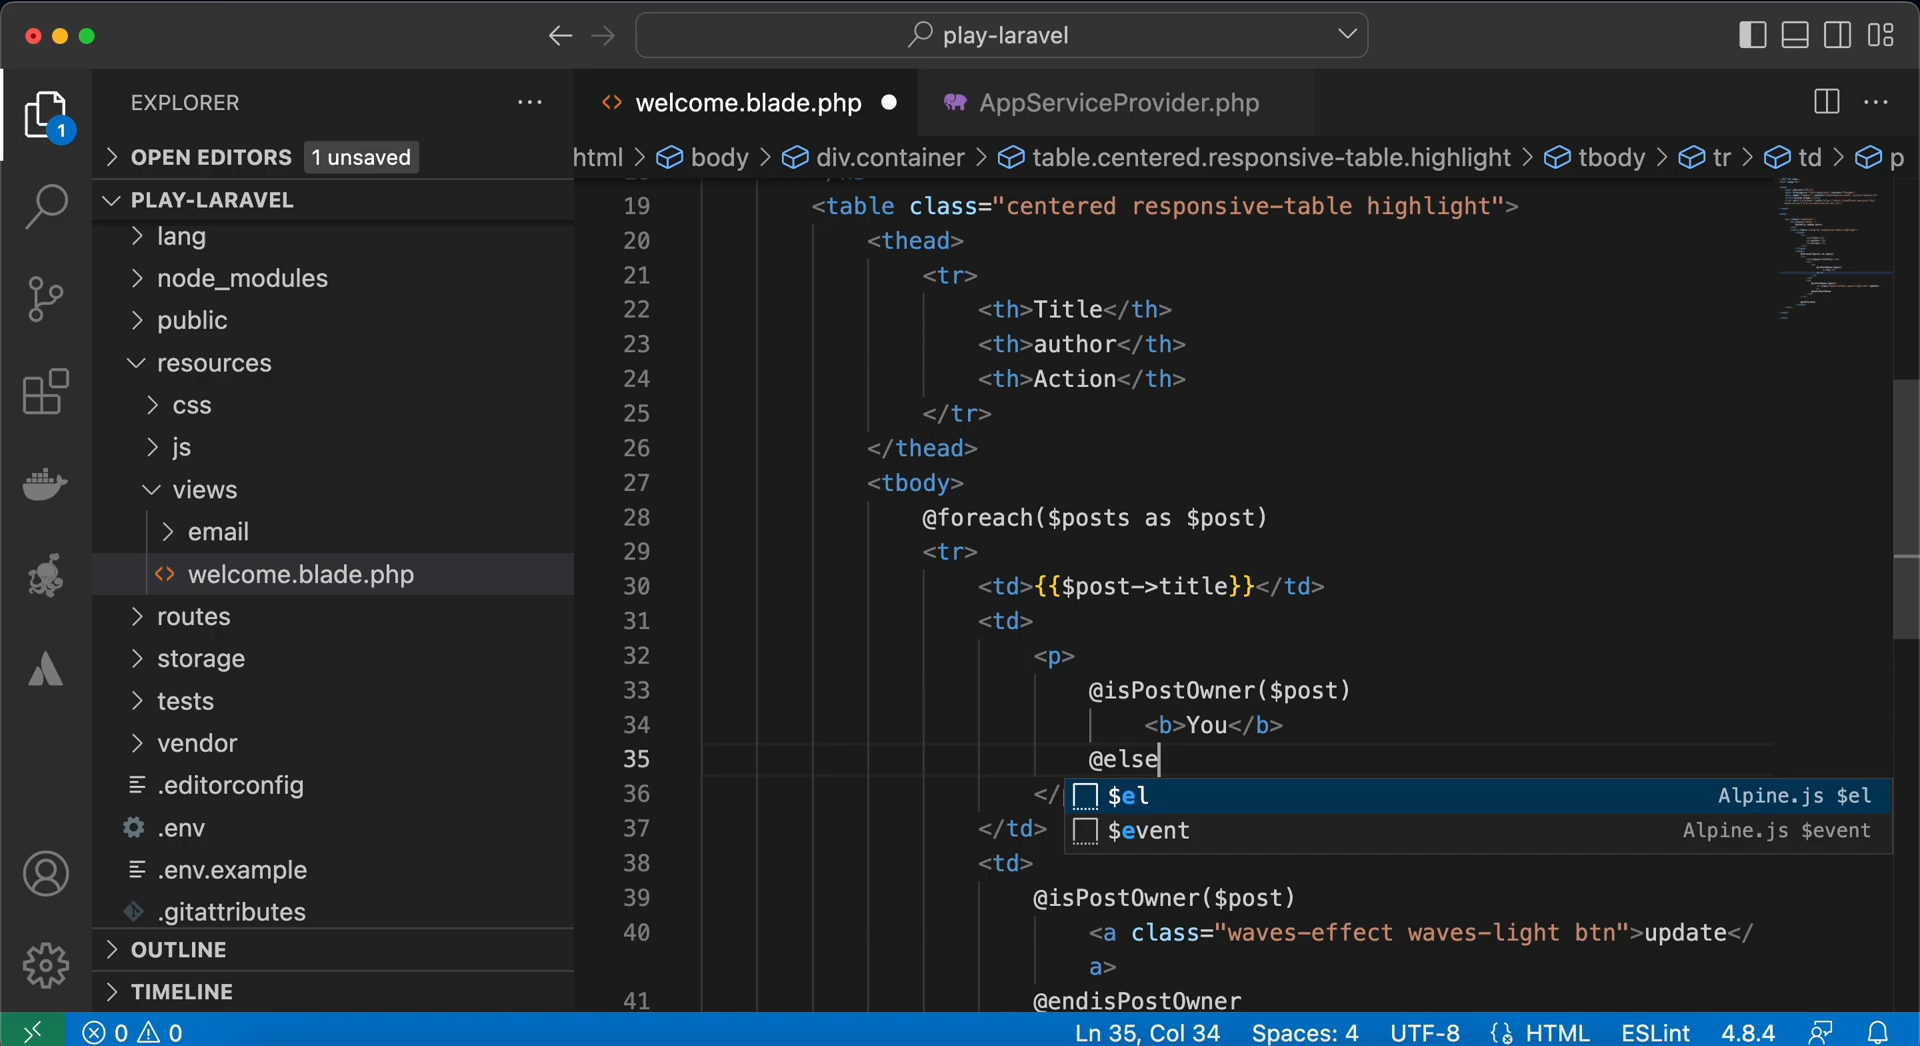 play-laravel
EXPLORER
OPEN EDITORS 1 unsaved
PLAY-LARAVEL
lang
node_modules
public
resources
css
js
views
email
welcome.blade.php
routes
storage
tests
vendor
.editorconfig
.env
.env.example
.gitattributes
OUTLINE
TIMELINE
1
welcome.blade.php
AppServiceProvider.php
html > body > div.container > table.centered.responsive-table.highlight > tbody > tr > td > p
19 <table class="centered responsive-table highlight">
20 <thead>
21 <tr>
22 <th>Title</th>
23 <th>author</th>
24 <th>Action</th>
25 </tr>
26 </thead>
27 <tbody>
28 @foreach($posts as $post)
29 <tr>
30 <td>{{$post->title}}</td>
31 <td>
32 <p>
33 @isPostOwner($post)
34 <b>You</b>
35 @else
36 </
$el Alpine.js $el
$event Alpine.js $event
37 </td>
38 <td>
39 @isPostOwner($post)
40 <a class="waves-effect waves-light btn">update</
a>
41 @endisPostOwner
0 0 Ln 35, Col 34 Spaces: 4 UTF-8 HTML ESLint 4.8.4